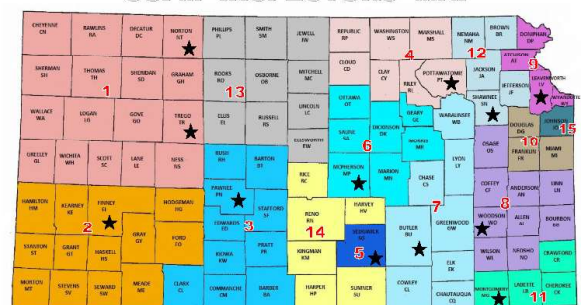 CHEYENNE CN
RAWLINS RA
DECATUR DC
NORTON NT
PHILLIPS PL
SMITH SM
JEWELL JW
REPUBLIC RP
WASHINGTON WS
MARSHALL MS
NEMAHA NM
BROWN BR
DONIPHAN DP
4
12
SHERMAN SH
THOMAS TH
SHERIDAN SD
GRAHAM GH
ROOKS RO
OSBORNE OB
MITCHELL MC
CLOUD CD
CLAY CY
RILEY RL
POTTAWATOMIE PT
JACKSON JA
ATCHISON AT
9
1
13
JEFFERSON JF
LEAVENWORTH LV
WYANDOTTE WY
WALLACE WA
LOGAN LG
GOVE GO
TREGO TR
ELLIS EL
RUSSELL RS
LINCOLN LC
OTTAWA OT
SHAWNEE SN
GEARY GE
WABAUNSEE WB
DOUGLAS DG
JOHNSON
15
10
ELLSWORTH EW
SALINE SA
DICKINSON DK
MORRIS MR
OSAGE OS
FRANKLIN FR
MIAMI MI
GREELEY GL
WICHITA WH
SCOTT SC
LANE LE
NESS NS
RUSH RH
BARTON BT
6
LYON LY
RICE RC
MCPHERSON MP
MARION MN
CHASE CS
COFFEY CF
ANDERSON AN
LINN LN
HAMILTON HM
KEARNEY KE
FINNEY FI
HODGEMAN HG
PAWNEE PN
STAFFORD SF
RENO RN
HARVEY HV
7
8
2
GRAY GY
FORD FO
EDWARDS ED
3
14
SEDGWICK
5
BUTLER BU
GREENWOOD GW
WOODSON WO
ALLEN AL
BOURBON BB
STANTON ST
GRANT GT
HASKELL HS
KIOWA KW
PRATT PR
KINGMAN KM
ELK EK
WILSON WL
NEOSHO NO
CRAWFORD CR
MORTON MT
STEVENS SV
SEWARD SW
MEADE ME
CLARK CL
COMANCHE CM
BARBER BA
HARPER HP
SUMNER SU
COWLEY CL
CHAUTAUQUA CQ
MONTGOMERY MG
LABETTE LB
CHEROKEE CK
11